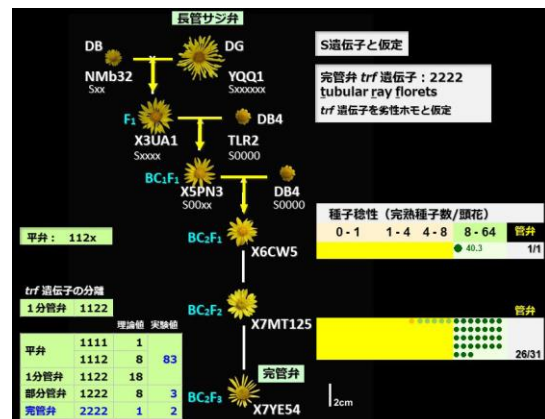 長管サジ弁
DB
DG
S遺伝子と仮定
NMb32
YQQ1
Sxx
Sxxxxxx
完管弁 trf 遺伝子:2222
tubular ray florets
trf 遺伝子を劣性ホモと仮定
F1
DB4
X3UA1
TLR2
Sxxxx
S0000
BC1F1
DB4
X5PN3
S00xx
S0000
種子稔性(完熟種子数/頭花)
0 - 1
1 - 4
4 - 8
8 - 64
管弁
平弁: 112x
BC2F1
40.3
1/1
X6CW5
trf 遺伝子の分離
1分管弁 1122
理論値 実験値
平弁 1111 1
1112 8 83
1分管弁 1122 18
部分管弁 1222 8 3
完管弁 2222 1 2
BC2F2
X7MT125
管弁
26/31
完管弁
BC2F3
X7YE54
2cm